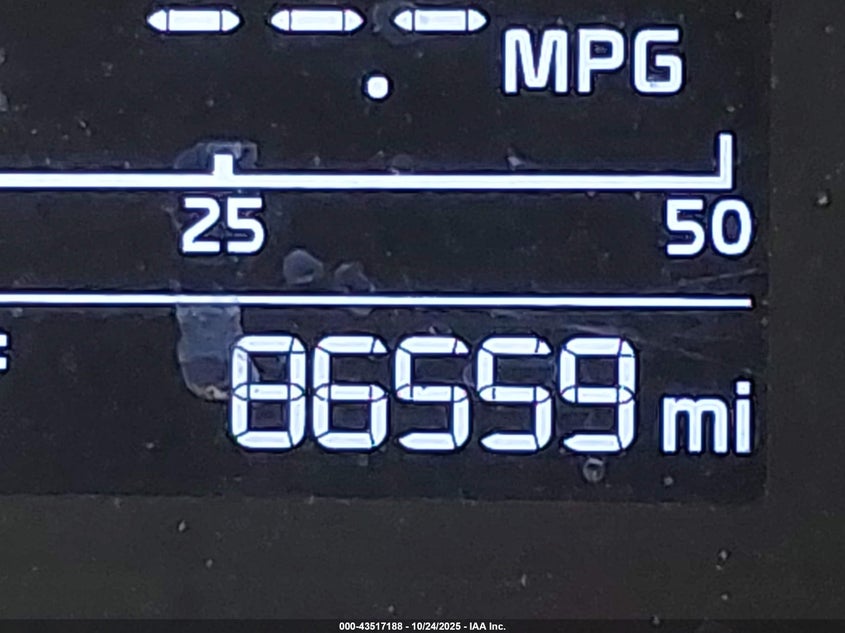 --.- MPG
25 50
86559 mi
000-43517188 - 10/24/2025 - IAA Inc.